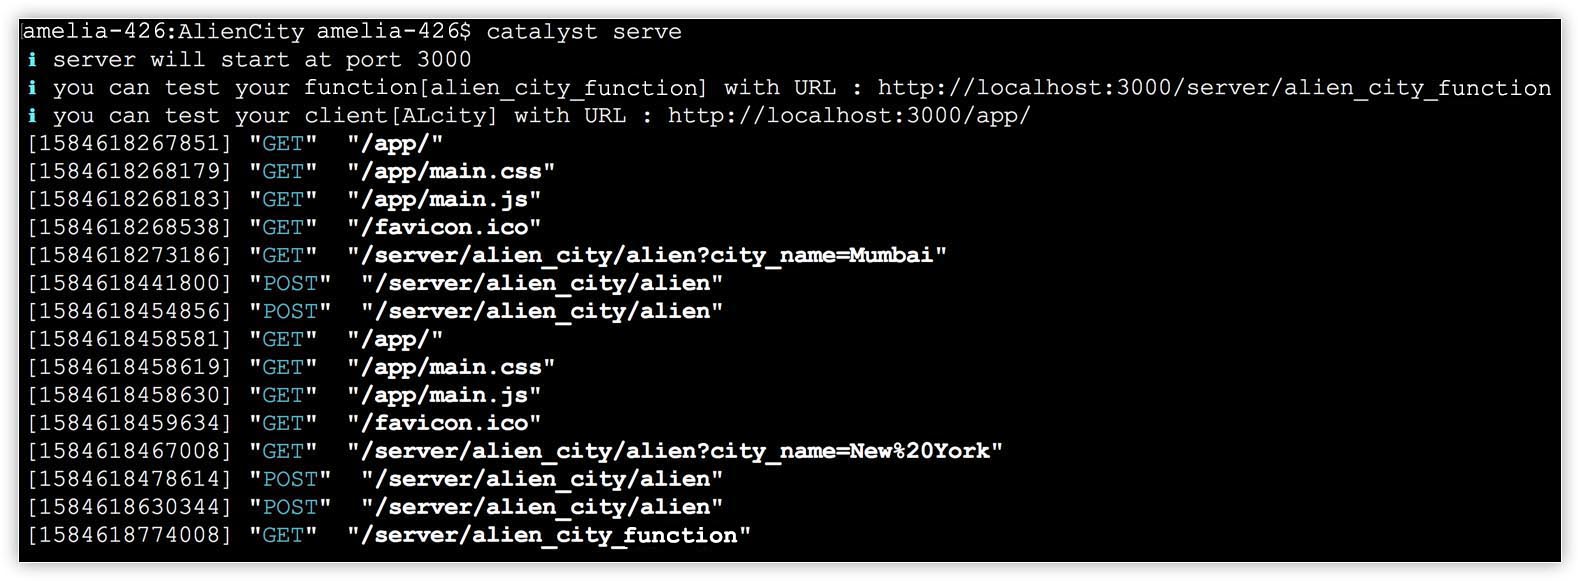 amelia-426:AlienCity amelia-426$ catalyst serve
ℹ server will start at port 3000
ℹ you can test your function[alien_city_function] with URL : http://localhost:3000/server/alien_city_function
ℹ you can test your client[ALcity] with URL : http://localhost:3000/app/
[1584618267851] "GET"  "/app/"
[1584618268179] "GET"  "/app/main.css"
[1584618268183] "GET"  "/app/main.js"
[1584618268538] "GET"  "/favicon.ico"
[1584618273186] "GET"  "/server/alien_city/alien?city_name=Mumbai"
[1584618441800] "POST"  "/server/alien_city/alien"
[1584618454856] "POST"  "/server/alien_city/alien"
[1584618458581] "GET"  "/app/"
[1584618458619] "GET"  "/app/main.css"
[1584618458630] "GET"  "/app/main.js"
[1584618459634] "GET"  "/favicon.ico"
[1584618467008] "GET"  "/server/alien_city/alien?city_name=New%20York"
[1584618478614] "POST"  "/server/alien_city/alien"
[1584618630344] "POST"  "/server/alien_city/alien"
[1584618774008] "GET"  "/server/alien_city_function"